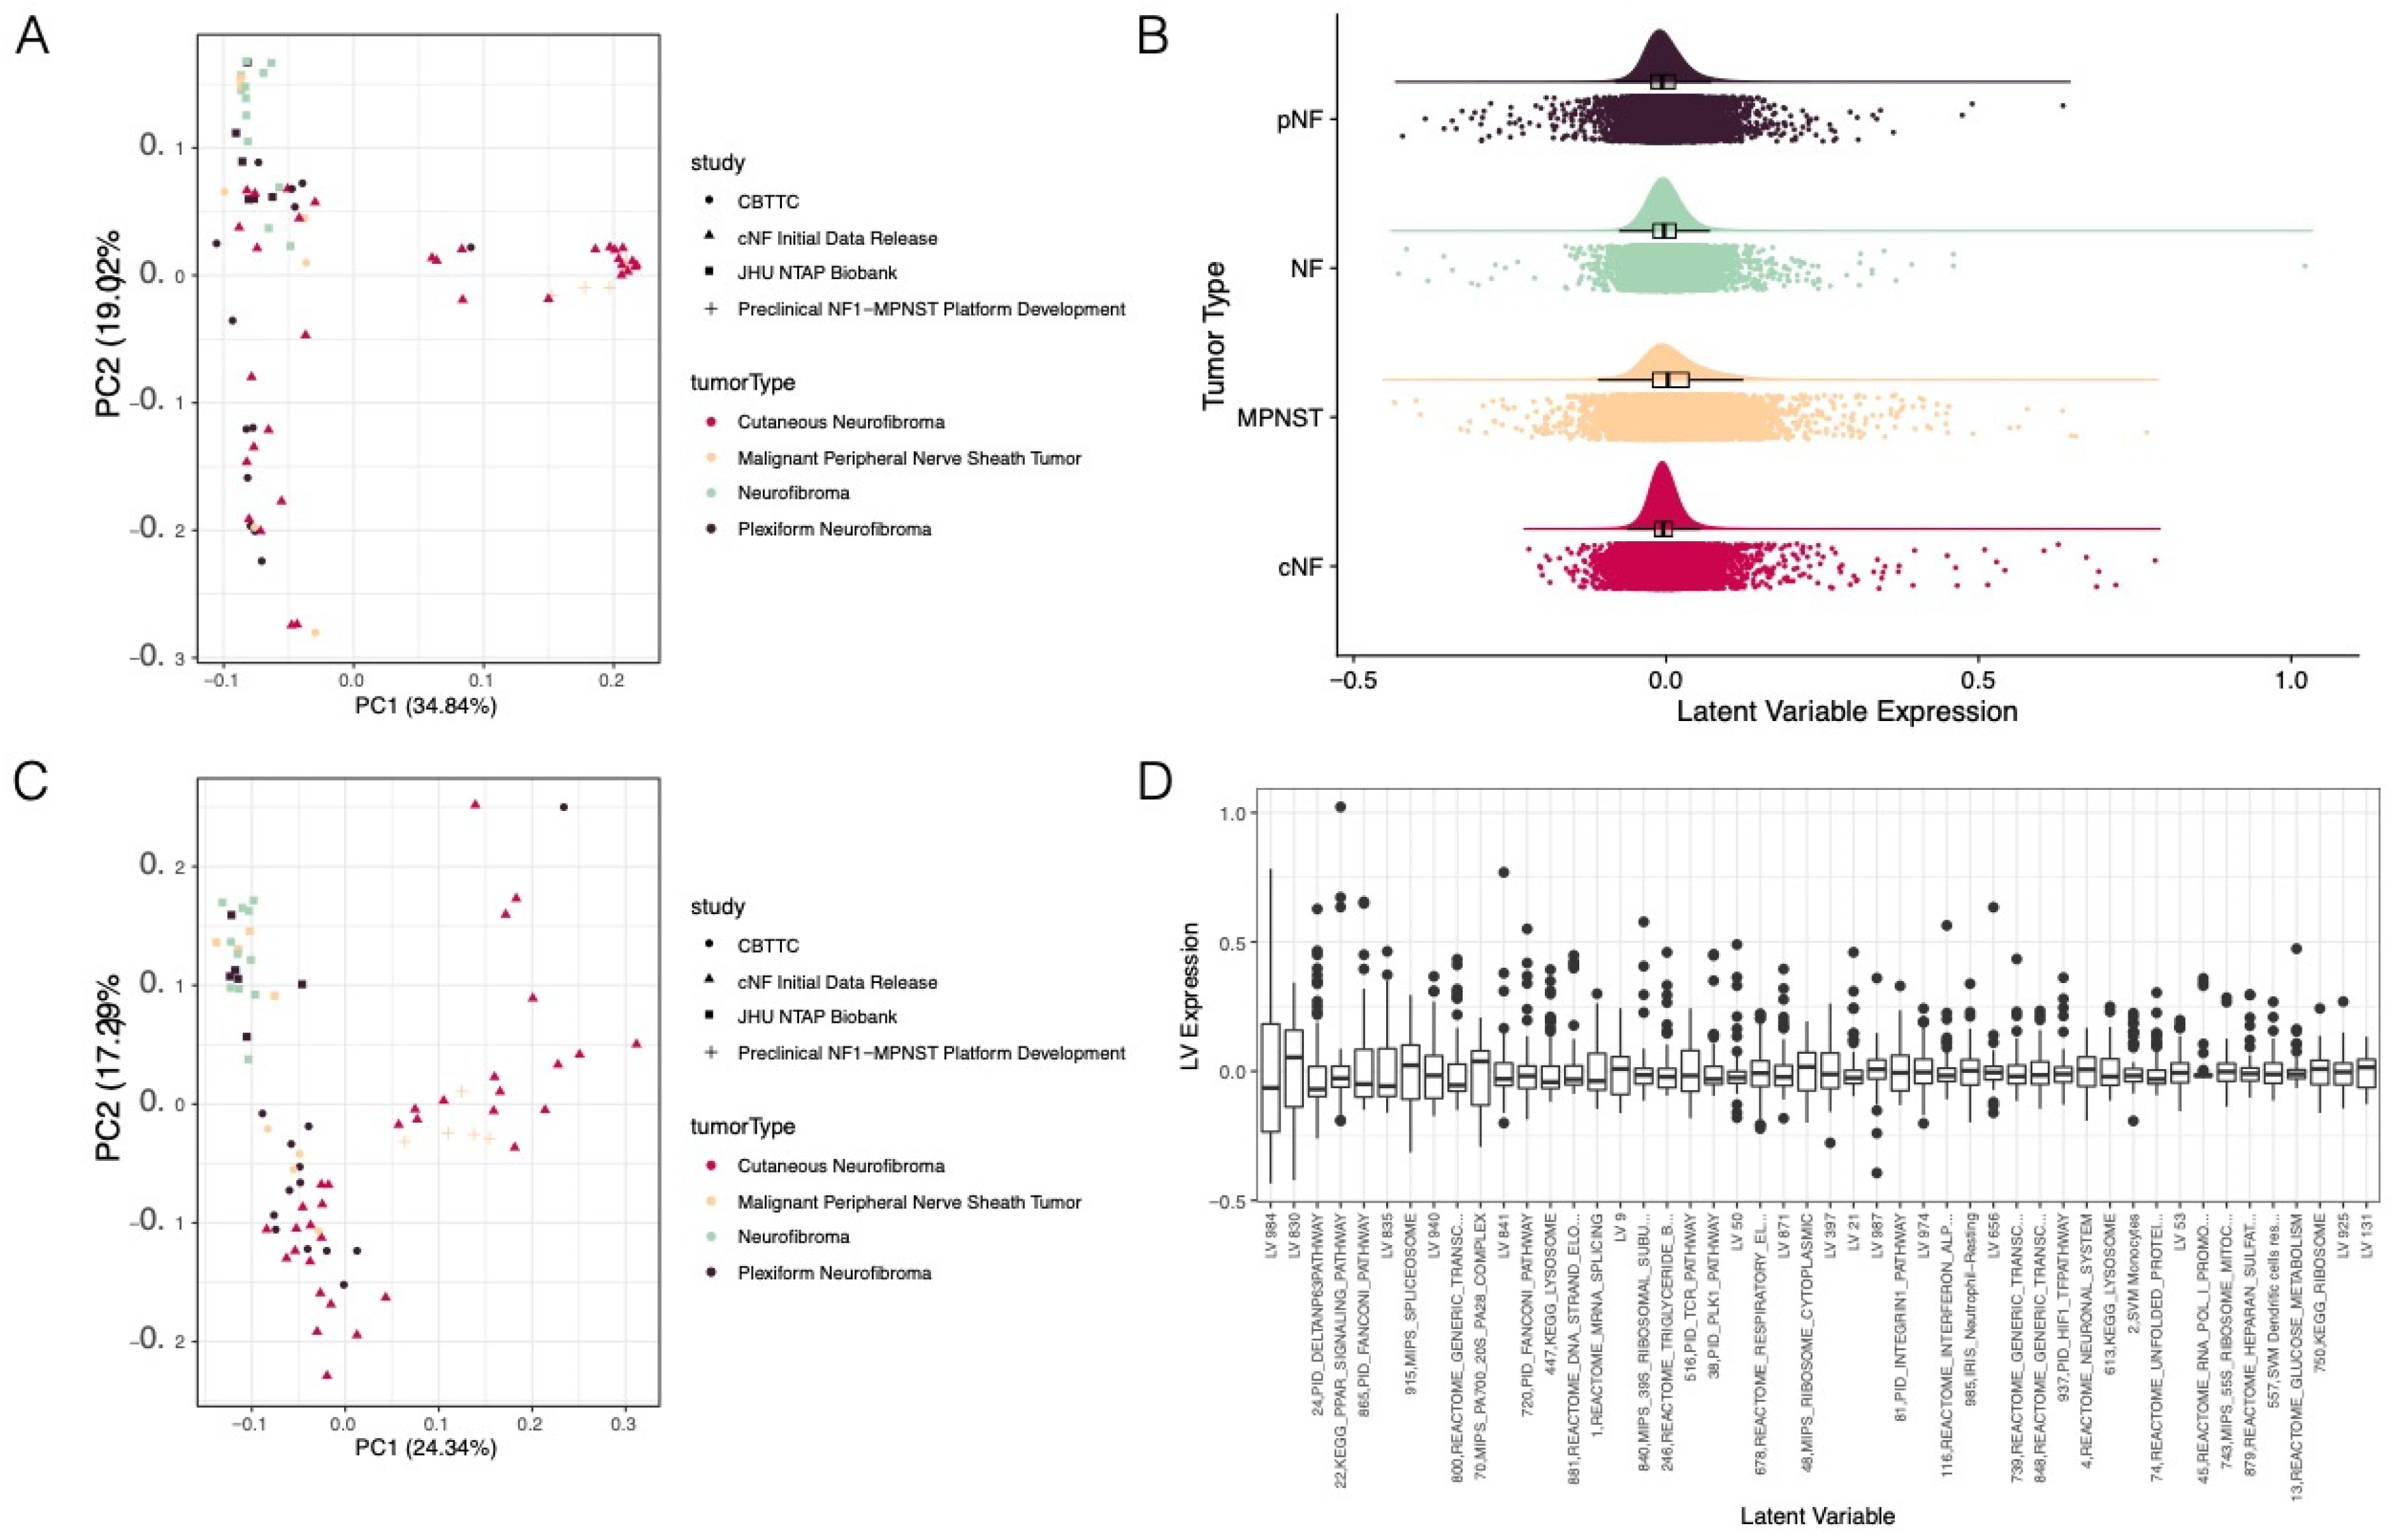 A
0. 1
0. 0
−0. 1
−0. 2
−0. 3
PC2 (19.02%
−0.1 0.0 0.1 0.2
PC1 (34.84%)
study
CBTTC
cNF Initial Data Release
JHU NTAP Biobank
Preclinical NF1−MPNST Platform Development
tumorType
Cutaneous Neurofibroma
Malignant Peripheral Nerve Sheath Tumor
Neurofibroma
Plexiform Neurofibroma
B
Tumor Type
pNF
NF
MPNST
cNF
−0.5 0.0 0.5 1.0
Latent Variable Expression
C
0. 2
0. 1
0. 0
−0. 1
−0. 2
PC2 (17.29%
−0.1 0.0 0.1 0.2 0.3
PC1 (24.34%)
study
CBTTC
cNF Initial Data Release
JHU NTAP Biobank
Preclinical NF1−MPNST Platform Development
tumorType
Cutaneous Neurofibroma
Malignant Peripheral Nerve Sheath Tumor
Neurofibroma
Plexiform Neurofibroma
D
LV Expression
1.0
0.5
0.0
−0.5
LV 984
LV 830
24,PID_DELTANP63PATHWAY
22,KEGG_PPAR_SIGNALING_PATHWAY
865,PID_FANCONI_PATHWAY
LV 835
915,MIPS_SPLICEOSOME
LV 940
800,REACTOME_GENERIC_TRANSC...
70,MIPS_PA700_20S_PA28_COMPLEX
LV 841
720,PID_FANCONI_PATHWAY
447,KEGG_LYSOSOME
881,REACTOME_DNA_STRAND_ELO...
1,REACTOME_MRNA_SPLICING
LV 9
840,MIPS_39S_RIBOSOMAL_SUBU...
246,REACTOME_TRIGLYCERIDE_B...
516,PID_TCR_PATHWAY
38,PID_PLK1_PATHWAY
LV 50
678,REACTOME_RESPIRATORY_EL...
LV 871
48,MIPS_RIBOSOME_CYTOPLASMIC
LV 397
LV 21
LV 987
81,PID_INTEGRIN1_PATHWAY
LV 974
116,REACTOME_INTERFERON_ALP...
985,IRIS_Neutrophil−Resting
LV 656
739,REACTOME_GENERIC_TRANSC...
848,REACTOME_GENERIC_TRANSC...
937,PID_HIF1_TFPATHWAY
4,REACTOME_NEURONAL_SYSTEM
613,KEGG_LYSOSOME
2,SVM Monocytes
74,REACTOME_UNFOLDED_PROTEI...
LV 53
45,REACTOME_RNA_POL_I_PROMO...
743,MIPS_55S_RIBOSOME_MITOC...
879,REACTOME_HEPARAN_SULFAT...
557,SVM Dendritic cells res...
13,REACTOME_GLUCOSE_METABOLISM
750,KEGG_RIBOSOME
LV 925
LV 131
Latent Variable